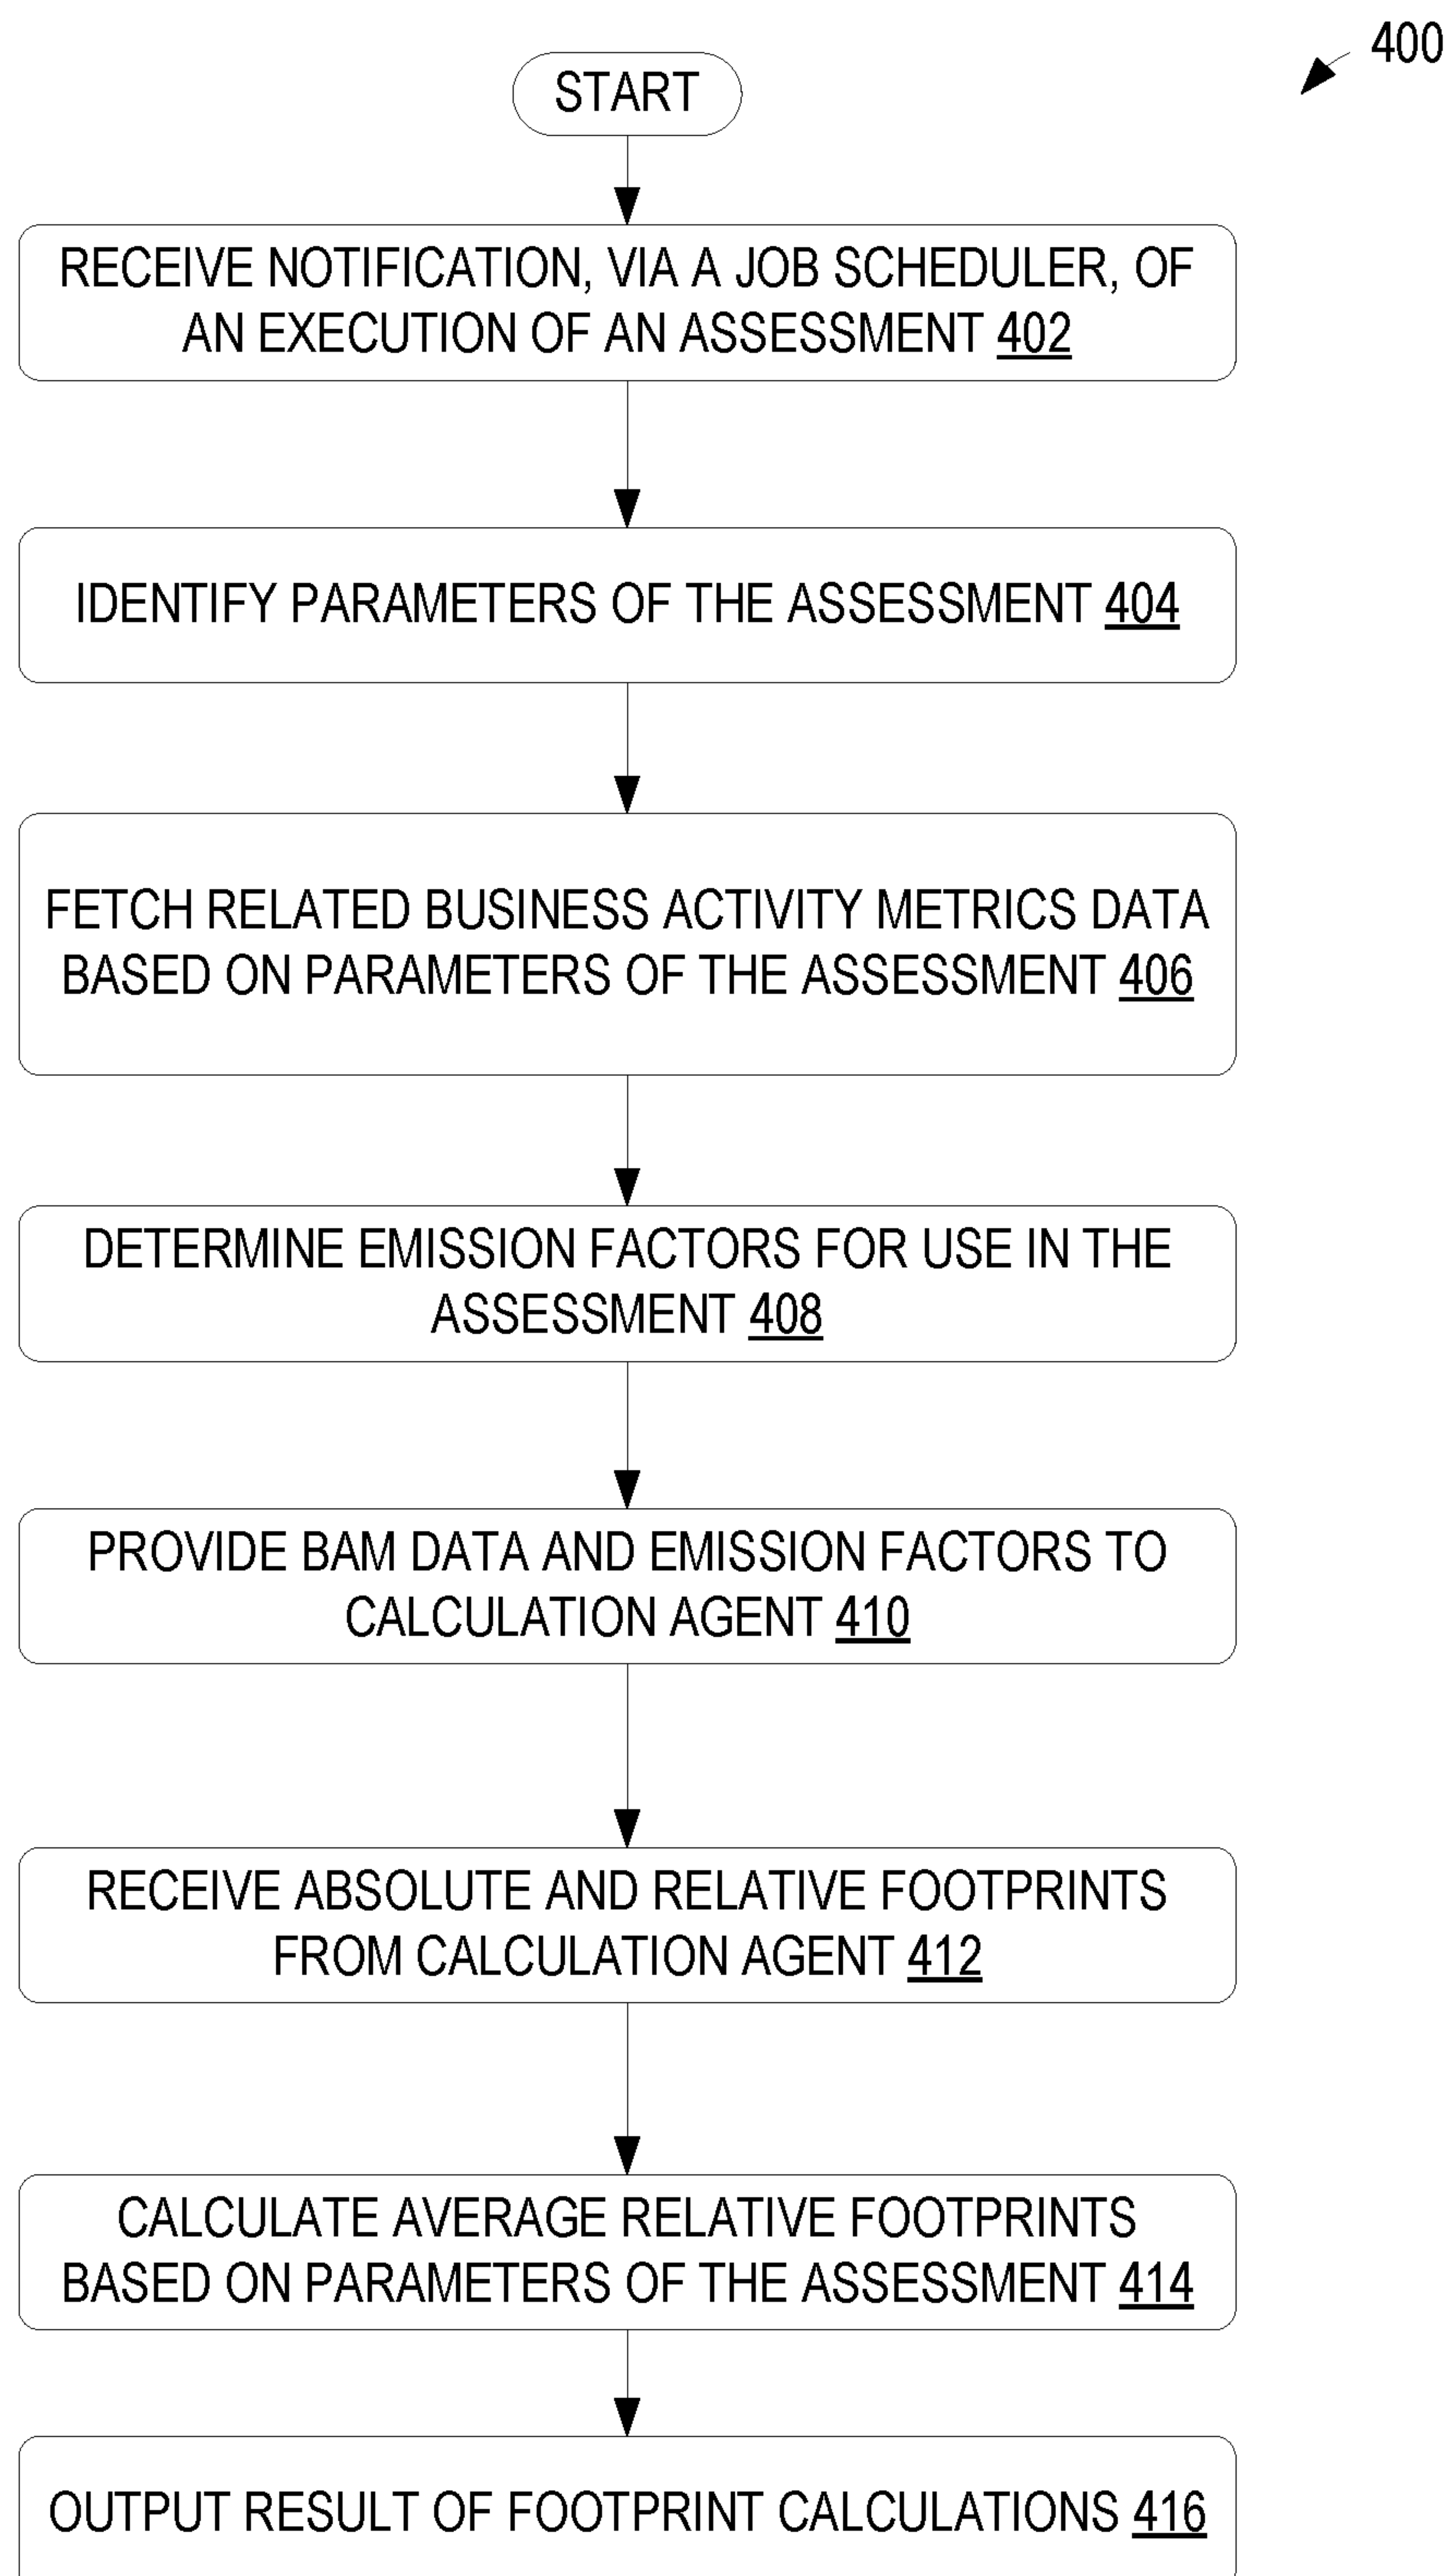 400
START
RECEIVE NOTIFICATION, VIA A JOB SCHEDULER, OF
AN EXECUTION OF AN ASSESSMENT 402
IDENTIFY PARAMETERS OF THE ASSESSMENT 404
FETCH RELATED BUSINESS ACTIVITY METRICS DATA
BASED ON PARAMETERS OF THE ASSESSMENT 406
DETERMINE EMISSION FACTORS FOR USE IN THE
ASSESSMENT 408
PROVIDE BAM DATA AND EMISSION FACTORS TO
CALCULATION AGENT 410
RECEIVE ABSOLUTE AND RELATIVE FOOTPRINTS
FROM CALCULATION AGENT 412
CALCULATE AVERAGE RELATIVE FOOTPRINTS
BASED ON PARAMETERS OF THE ASSESSMENT 414
OUTPUT RESULT OF FOOTPRINT CALCULATIONS 416